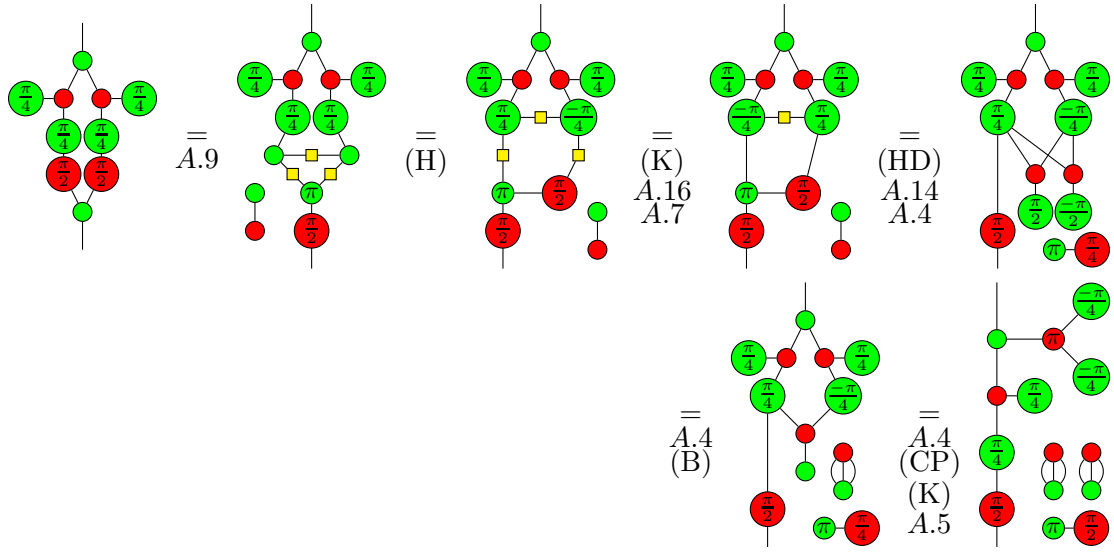 π/4 π/4
π/4 π/4
π/2 π/2
=
A.9
π/4 π/4
π/4 π/4
π
π/2
=
(H)
π/4 π/4
π/4 -π/4
π π/2
π/2
=
(K)
A.16
A.7
π/4 π/4
-π/4 π/4
π π/2
π/2
=
(HD)
A.14
A.4
π/4 π/4
π/4 -π/4
π/2 -π/2
π/2
π π/4
=
A.4
(B)
π/4 π/4
π/4 -π/4
π/2
π π/4
=
A.4
(CP)
(K)
A.5
-π/4
π
-π/4
π/4
π/4
π/2
π π/2